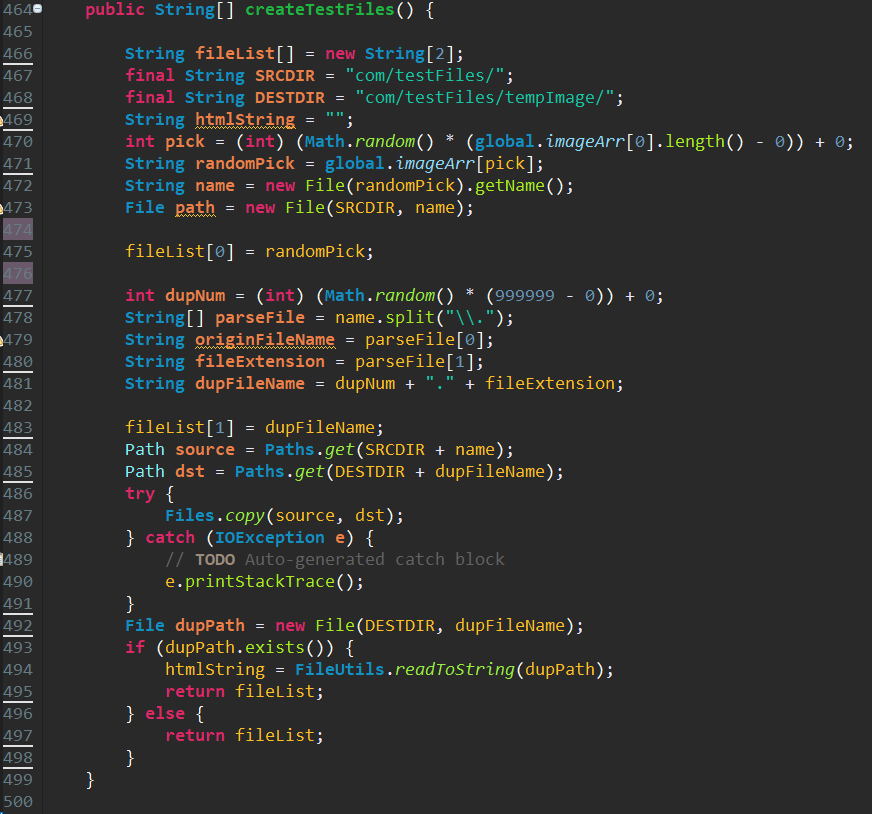 464 public String[] createTestFiles() {
465
466 String fileList[] = new String[2];
467 final String SRCDIR = "com/testFiles/";
468 final String DESTDIR = "com/testFiles/tempImage/";
469 String htmlString = "";
470 int pick = (int) (Math.random() * (global.imageArr[0].length() - 0)) + 0;
471 String randomPick = global.imageArr[pick];
472 String name = new File(randomPick).getName();
473 File path = new File(SRCDIR, name);
474
475 fileList[0] = randomPick;
476
477 int dupNum = (int) (Math.random() * (999999 - 0)) + 0;
478 String[] parseFile = name.split("\\.");
479 String originFileName = parseFile[0];
480 String fileExtension = parseFile[1];
481 String dupFileName = dupNum + "." + fileExtension;
482
483 fileList[1] = dupFileName;
484 Path source = Paths.get(SRCDIR + name);
485 Path dst = Paths.get(DESTDIR + dupFileName);
486 try {
487 Files.copy(source, dst);
488 } catch (IOException e) {
489 // TODO Auto-generated catch block
490 e.printStackTrace();
491 }
492 File dupPath = new File(DESTDIR, dupFileName);
493 if (dupPath.exists()) {
494 htmlString = FileUtils.readToString(dupPath);
495 return fileList;
496 } else {
497 return fileList;
498 }
499 }
500